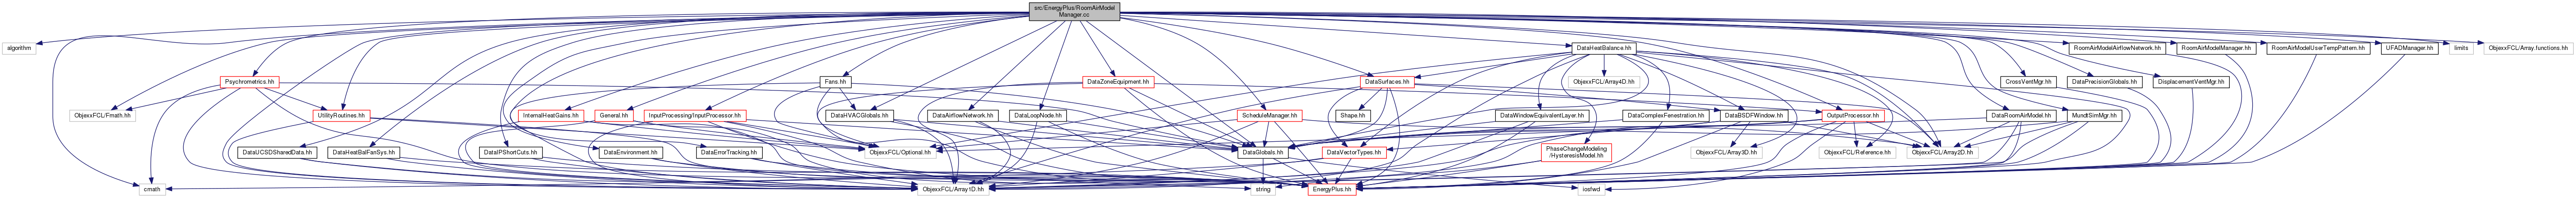 src/EnergyPlus/RoomAirModel
Manager.cc
algorithm
DataHeatBalance.hh
RoomAirModelAirflowNetwork.hh
RoomAirModelManager.hh
RoomAirModelUserTempPattern.hh
UFADManager.hh
limits
ObjexxFCL/Array.functions.hh
Psychrometrics.hh
Fans.hh
DataZoneEquipment.hh
DataSurfaces.hh
ObjexxFCL/Array4D.hh
CrossVentMgr.hh
DataPrecisionGlobals.hh
DisplacementVentMgr.hh
ObjexxFCL/Fmath.hh
UtilityRoutines.hh
InternalHeatGains.hh
General.hh
InputProcessing/InputProcessor.hh
DataHVACGlobals.hh
DataAirflowNetwork.hh
DataLoopNode.hh
ScheduleManager.hh
Shape.hh
DataWindowEquivalentLayer.hh
DataComplexFenestration.hh
DataBSDFWindow.hh
OutputProcessor.hh
DataRoomAirModel.hh
MundtSimMgr.hh
DataUCSDSharedData.hh
DataHeatBalFanSys.hh
DataIPShortCuts.hh
DataEnvironment.hh
DataErrorTracking.hh
ObjexxFCL/Optional.hh
DataGlobals.hh
DataVectorTypes.hh
PhaseChangeModeling
/HysteresisModel.hh
ObjexxFCL/Array3D.hh
ObjexxFCL/Reference.hh
ObjexxFCL/Array2D.hh
cmath
ObjexxFCL/Array1D.hh
string
EnergyPlus.hh
iosfwd